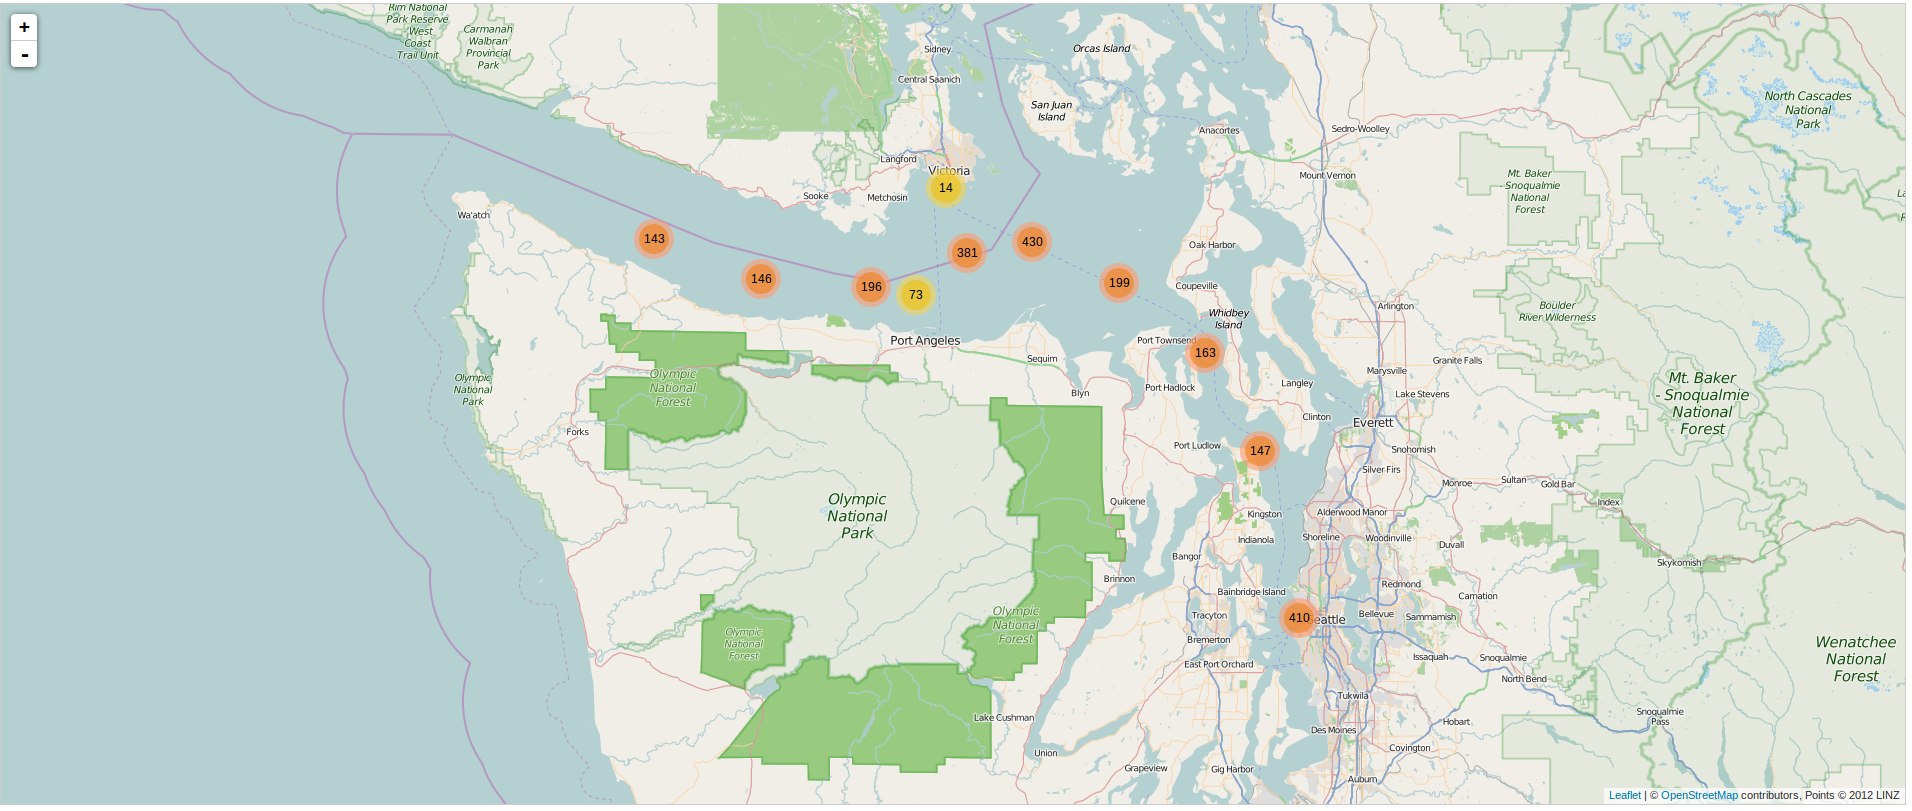 +
-
Rim National
Park Reserve
West
Coast
Trail Unit
Carmanah
Walbran
Provincial
Park
Sidney
Central Saanich
Orcas Island
San Juan
Island
Anacortes
Sedro-Woolley
North Cascades
National
Park
Langford
Victoria
14
Mount Vernon
Mt. Baker
- Snoqualmie
National
Forest
Sooke
Metchosin
Wa'atch
143
381
430
Oak Harbor
146
196
73
199
Coupeville
Arlington
Boulder
River Wilderness
Whidbey
Island
Port Angeles
Port Townsend
163
Sequim
Granite Falls
Marysville
Olympic
National
Park
Olympic
National
Forest
Blyn
Port Hadlock
Langley
Lake Stevens
Mt. Baker
- Snoqualmie
National
Forest
Clinton
Everett
Forks
Port Ludlow
147
Snohomish
Silver Firs
Monroe
Sultan
Gold Bar
Index
Olympic
National
Park
Quilcene
Kingston
Alderwood Manor
Indianola
Shoreline
Woodinville
Duvall
Bangor
Skykomish
Brinnon
Bainbridge Island
Redmond
Carnation
Olympic
National
Forest
Tracyton
410
eattle
Bellevue
Sammamish
Olympic
National
Forest
Bremerton
East Port Orchard
Issaquah
Snoqualmie
North Bend
Wenatchee
National
Forest
Tukwila
Lake Cushman
Des Moines
Hobart
Snoqualmie
Pass
Union
Covington
Grapeview
Gig Harbor
Auburn
Leaflet | © OpenStreetMap contributors, Points © 2012 LINZ